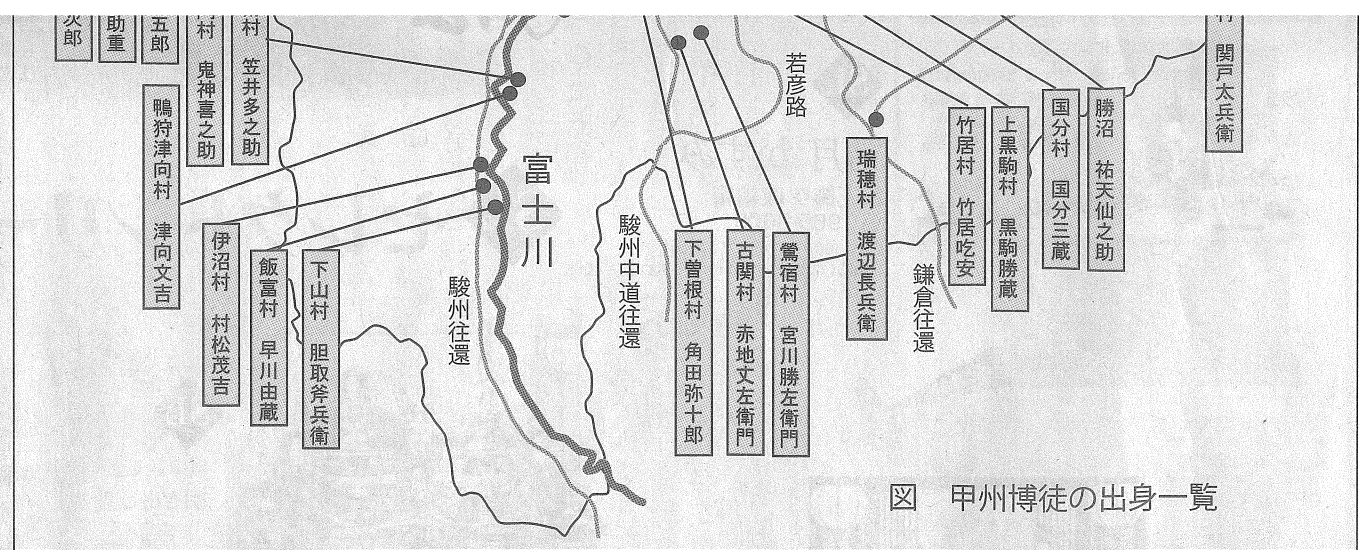 関戸太兵衛
勝沼　祐天仙之助
国分村　国分三蔵
上黒駒村　黒駒勝蔵
竹居村　竹居吃安
鎌倉往還
瑞穂村　渡辺長兵衛
若彦路
鶯宿村　宮川勝左衛門
古関村　赤地丈左衛門
下曽根村　角田弥十郎
駿州中道往還
富士川
駿州往還
下山村　胆取斧兵衛
飯富村　早川由蔵
伊沼村　村松茂吉
村　笠井多之助
村　鬼神喜之助
鴨狩津向村　津向文吉
五郎
助重
次郎
図　甲州博徒の出身一覧